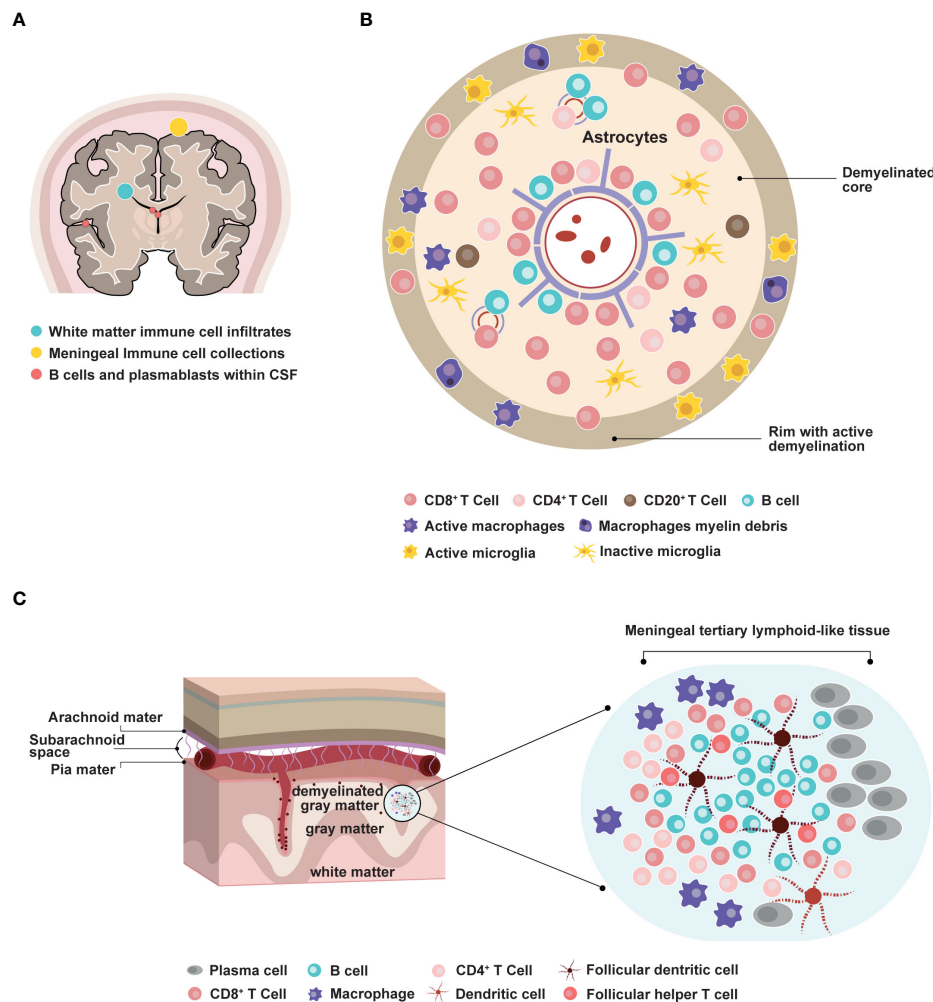 A
White matter immune cell infiltrates
Meningeal Immune cell collections
B cells and plasmablasts within CSF
B
Astrocytes
Demyelinated
core
Rim with active
demyelination
CD8⁺ T Cell
CD4⁺ T Cell
CD20⁺ T Cell
B cell
Active macrophages
Macrophages myelin debris
Active microglia
Inactive microglia
C
Arachnoid mater
Subarachnoid
space
Pia mater
demyelinated
gray matter
gray matter
white matter
Meningeal tertiary lymphoid-like tissue
Plasma cell
B cell
CD4⁺ T Cell
Follicular dentritic cell
CD8⁺ T Cell
Macrophage
Dendritic cell
Follicular helper T cell